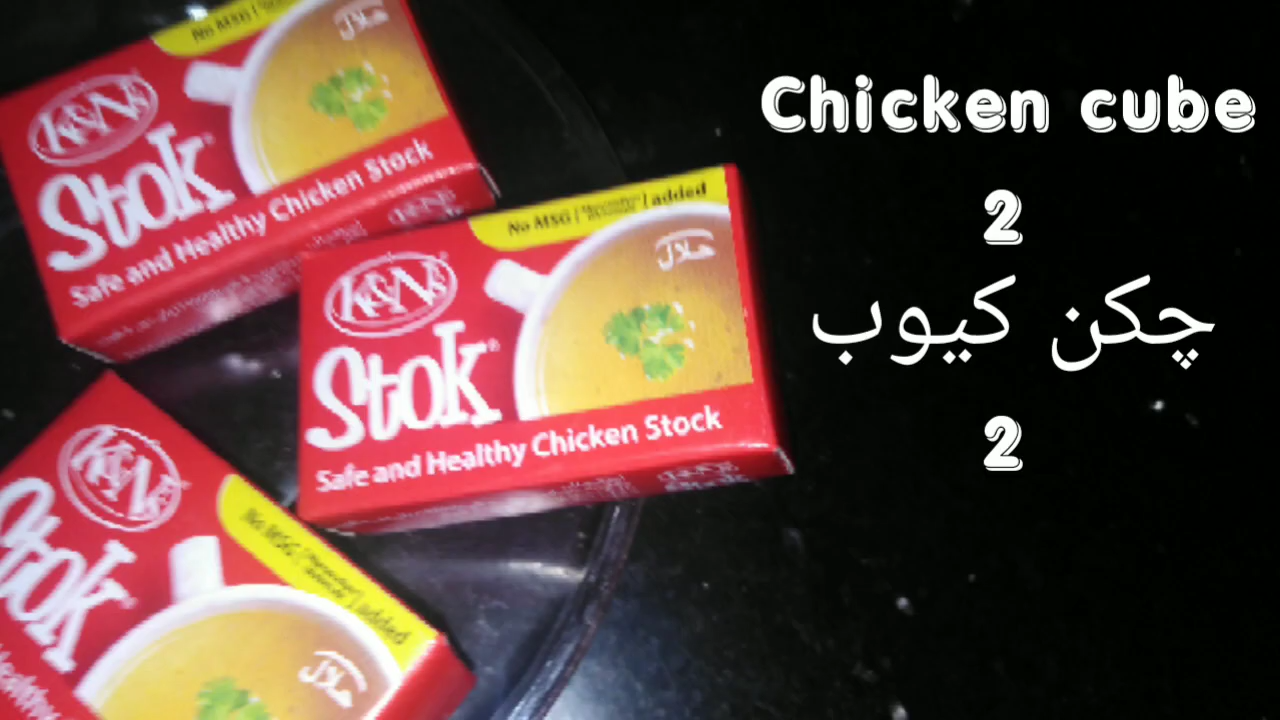 No MSG
حلال
K&N's
Stok
Safe and Healthy Chicken Stock
No MSG | added
حلال
K&N's
Stok
Safe and Healthy Chicken Stock
K&N's
Stok
No MSG | added
حلال
Healthy
Chicken cube
2
چکن کیوب
2